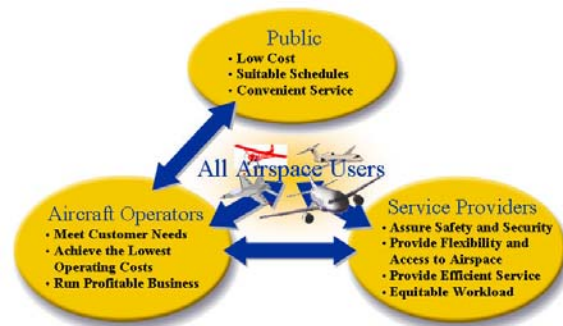 Public
• Low Cost
• Suitable Schedules
• Convenient Service
All Airspace Users
Aircraft Operators
• Meet Customer Needs
• Achieve the Lowest
Operating Costs
• Run Profitable Business
Service Providers
• Assure Safety and Security
• Provide Flexibility and
Access to Airspace
• Provide Efficient Service
• Equitable Workload